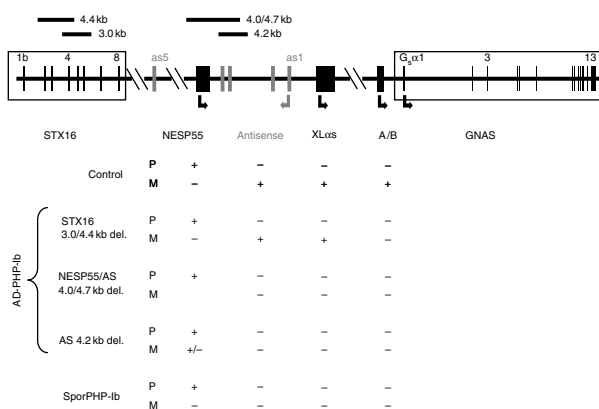 4.4 kb
4.0/4.7 kb
3.0 kb
4.2 kb
1b 4 8 as5 as1 Gsα1 3 13
STX16 NESP55 Antisense XLαs A/B GNAS
Control P + – – –
M – + + +
AD-PHP-Ib
STX16 3.0/4.4 kb del. P + – – –
M – + + –
NESP55/AS 4.0/4.7 kb del. P + – – –
M – – –
AS 4.2 kb del. P + – – –
M +/– – – –
SporPHP-Ib P + – – –
M – – – –